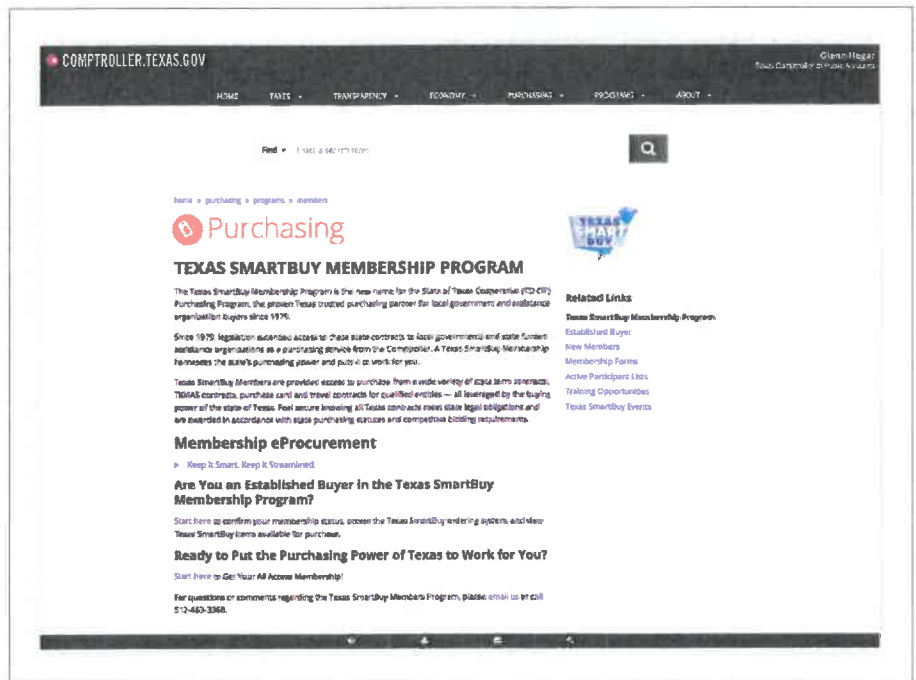 COMPTROLLER.TEXAS.GOV
Glenn Hegar
Texas Comptroller of Public Accounts
HOME TAXES TRANSPARENCY ECONOMY PURCHASING PROGRAMS ABOUT
Find Enter a search term
home » purchasing » programs » members
Purchasing
TEXAS SMART BUY
TEXAS SMARTBUY MEMBERSHIP PROGRAM
The Texas SmartBuy Membership Program is the new name for the State of Texas Cooperative (CO-OP)
Purchasing Program, the proven Texas trusted purchasing partner for local government and assistance
organization buyers since 1979.
Since 1979, legislation extended access to these state contracts to local governments and state funded
assistance organizations as a purchasing service from the Comptroller. A Texas SmartBuy Membership
harnesses the state's purchasing power and puts it to work for you.
Texas SmartBuy Members are provided access to purchase from a wide variety of state term contracts,
TXMAS contracts, purchase card and travel contracts for qualified entities — all leveraged by the buying
power of the state of Texas. Feel secure knowing all Texas contracts meet state legal obligations and
are awarded in accordance with state purchasing statutes and competitive bidding requirements.
Membership eProcurement
Keep it Smart. Keep it Streamlined.
Are You an Established Buyer in the Texas SmartBuy
Membership Program?
Start here to confirm your membership status, access the Texas SmartBuy ordering system, and view
Texas SmartBuy items available for purchase.
Ready to Put the Purchasing Power of Texas to Work for You?
Start here to Get Your All Access Membership!
For questions or comments regarding the Texas SmartBuy Members Program, please email us or call
512-463-3368.
Related Links
Texas SmartBuy Membership Program
Established Buyer
New Members
Membership Forms
Active Participant Lists
Training Opportunities
Texas SmartBuy Events